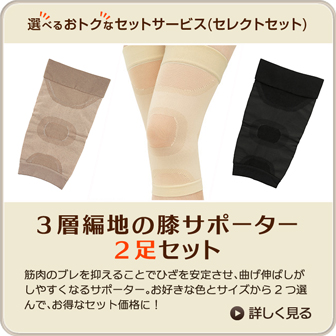 選べるおトクなセットサービス(セレクトセット)
３層編地の膝サポーター
２足セット
筋肉のブレを抑えることでひざを安定させ、曲げ伸ばしが
しやすくなるサポーター。お好きな色とサイズから２つ選
んで、お得なセット価格に！
詳しく見る